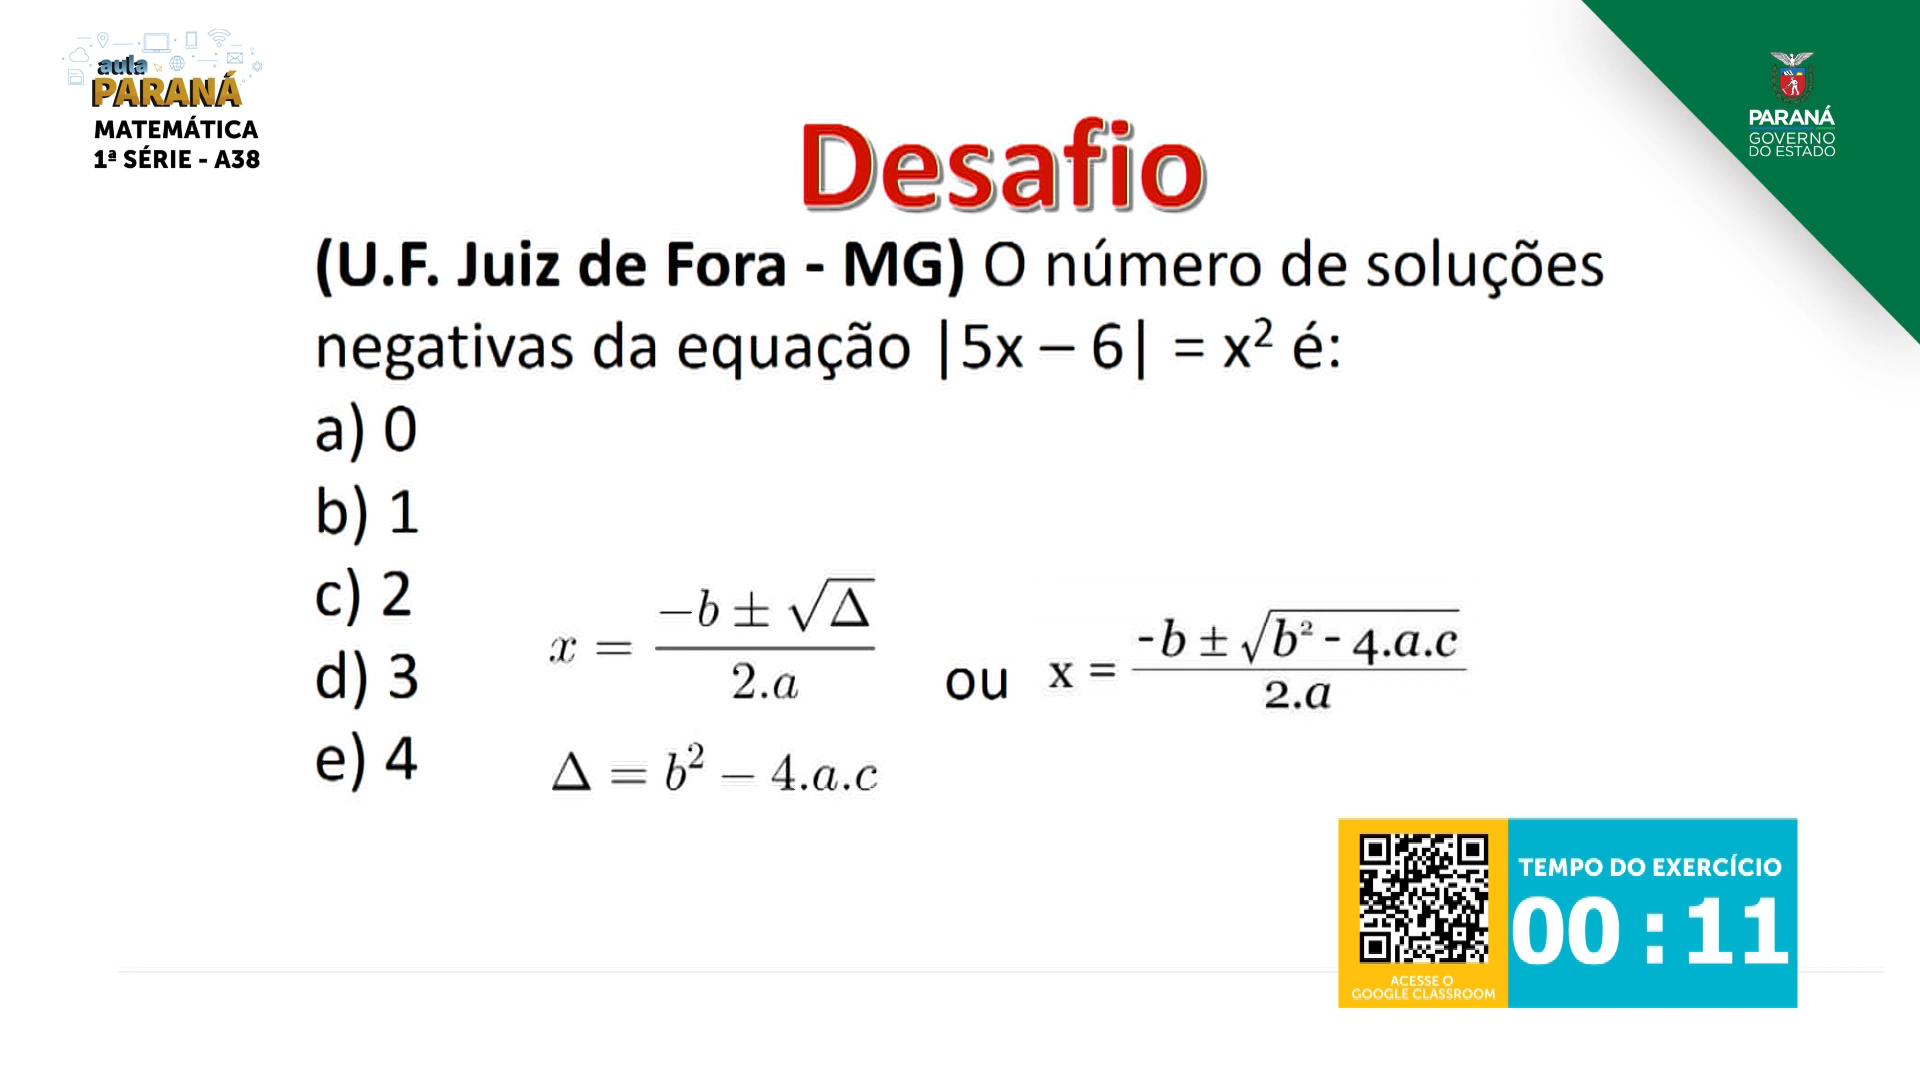 aula
PARANÁ
MATEMÁTICA
1ª SÉRIE - A38
PARANÁ
GOVERNO
DO ESTADO
Desafio
(U.F. Juiz de Fora - MG) O número de soluções
negativas da equação |5x – 6| = x² é:
a) 0
b) 1
c) 2
d) 3
e) 4
x = (-b ± √Δ) / 2.a
ou
x = (-b ± √(b² - 4.a.c)) / 2.a
Δ = b² – 4.a.c
TEMPO DO EXERCÍCIO
00:11
ACESSE O
GOOGLE CLASSROOM